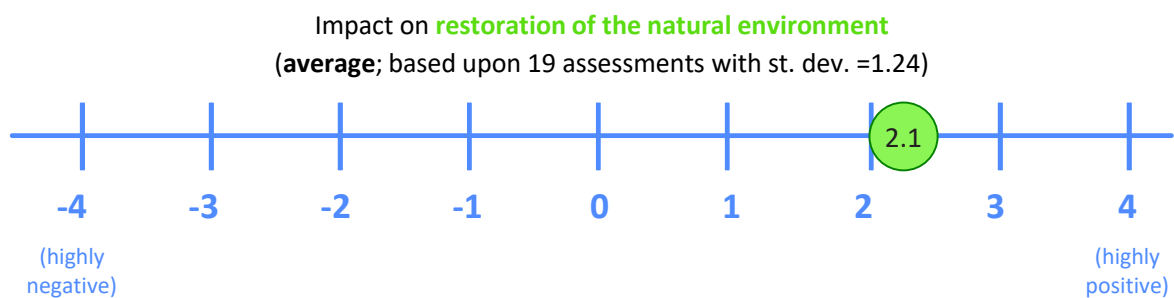 Impact on restoration of the natural environment
(average; based upon 19 assessments with st. dev. =1.24)
2.1
-4 -3 -2 -1 0 1 2 3 4
(highly negative) (highly positive)